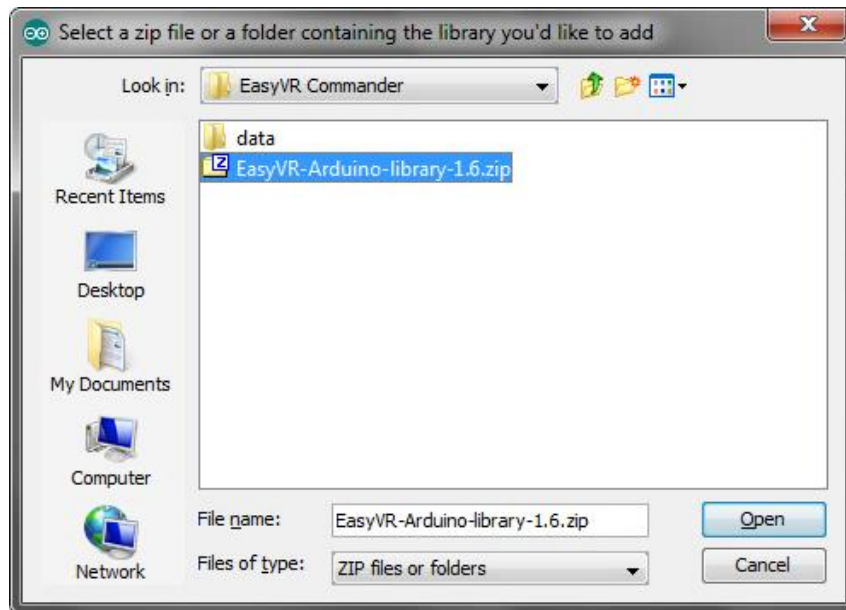 Select a zip file or a folder containing the library you'd like to add
Look in: EasyVR Commander
data
EasyVR-Arduino-library-1.6.zip
Recent Items
Desktop
My Documents
Computer
Network
File name: EasyVR-Arduino-library-1.6.zip Open
Files of type: ZIP files or folders Cancel